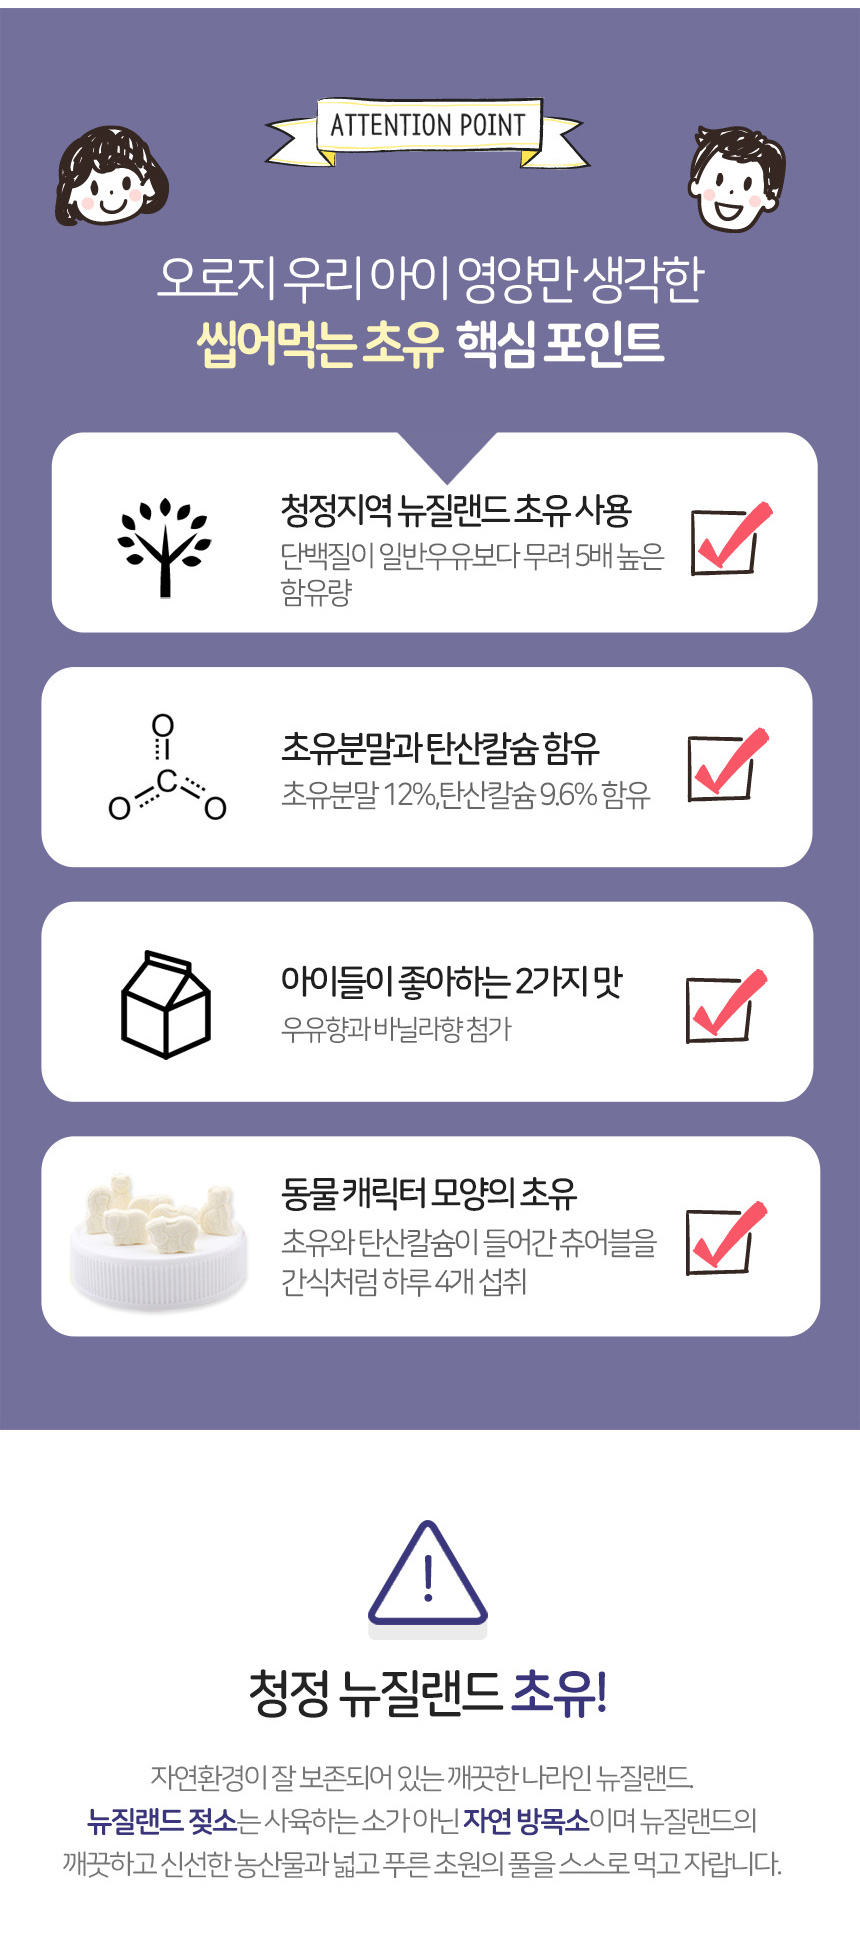 ATTENTION POINT
오로지 우리 아이 영양만 생각한
씹어먹는 초유 핵심 포인트
청정지역 뉴질랜드 초유 사용
단백질이 일반우유보다 무려 5배 높은
함유량
O
C
O O
초유분말과 탄산칼슘 함유
초유분말 12%,탄산칼슘 9.6% 함유
아이들이 좋아하는 2가지 맛
우유향과 바닐라향 첨가
동물 캐릭터 모양의 초유
초유와 탄산칼슘이 들어간 츄어블을
간식처럼 하루 4개 섭취
청정 뉴질랜드 초유!
자연환경이 잘 보존되어 있는 깨끗한 나라인 뉴질랜드.
뉴질랜드 젖소는 사육하는 소가 아닌 자연 방목소이며 뉴질랜드의
깨끗하고 신선한 농산물과 넓고 푸른 초원의 풀을 스스로 먹고 자랍니다.